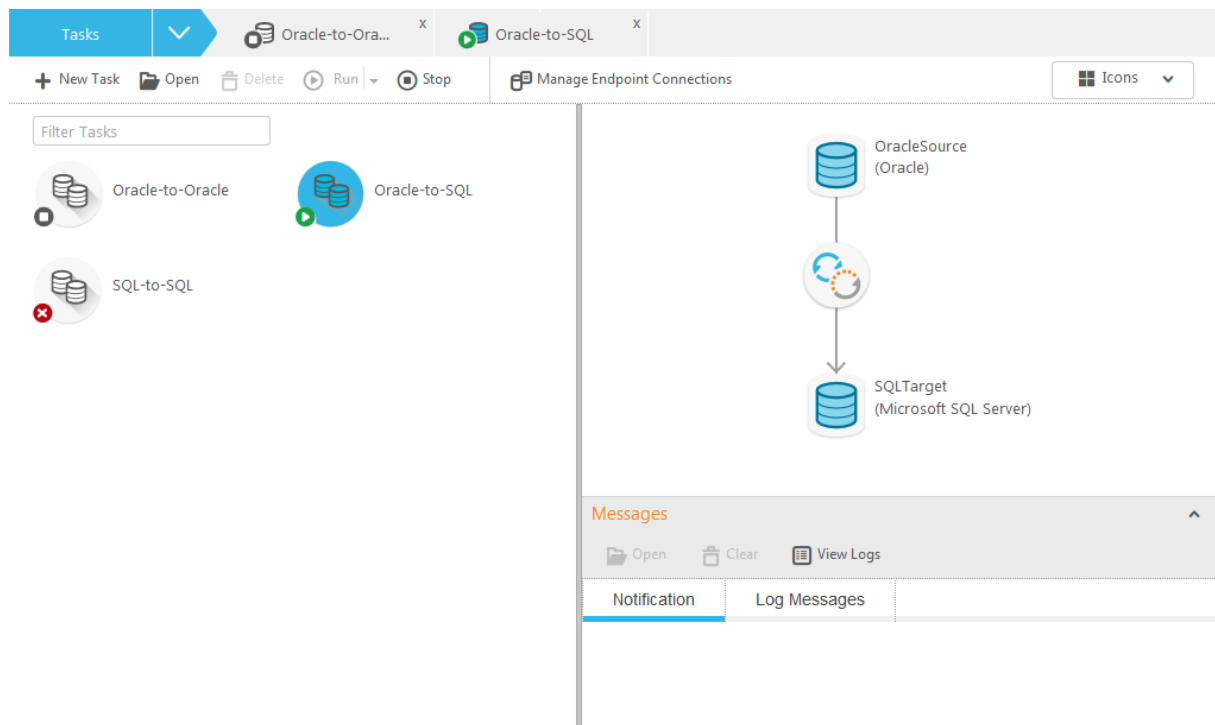 Tasks Oracle-to-Ora... x Oracle-to-SQL x
New Task Open Delete Run Stop Manage Endpoint Connections Icons
Filter Tasks
Oracle-to-Oracle Oracle-to-SQL
SQL-to-SQL
OracleSource
(Oracle)
SQLTarget
(Microsoft SQL Server)
Messages
Open Clear View Logs
Notification Log Messages